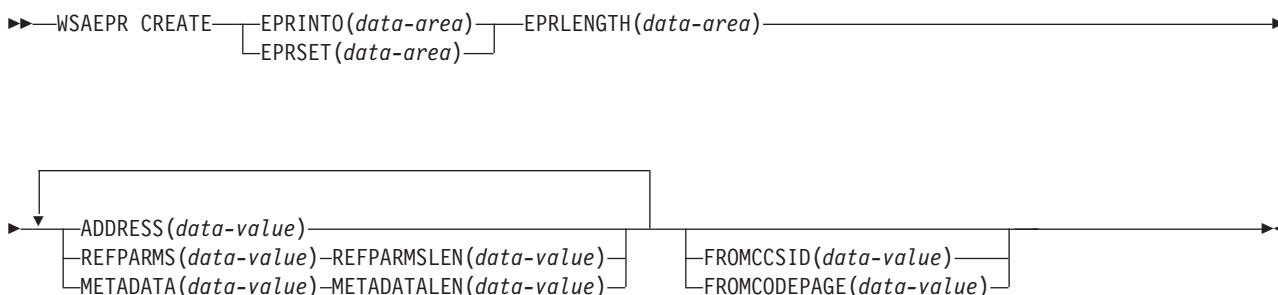 WSAEPR CREATE EPRINTO(data-area) EPRLENGTH(data-area)
EPRSET(data-area)
ADDRESS(data-value)
REFPARMS(data-value) REFPARMSLEN(data-value) FROMCCSID(data-value)
METADATA(data-value) METADATALEN(data-value) FROMCODEPAGE(data-value)